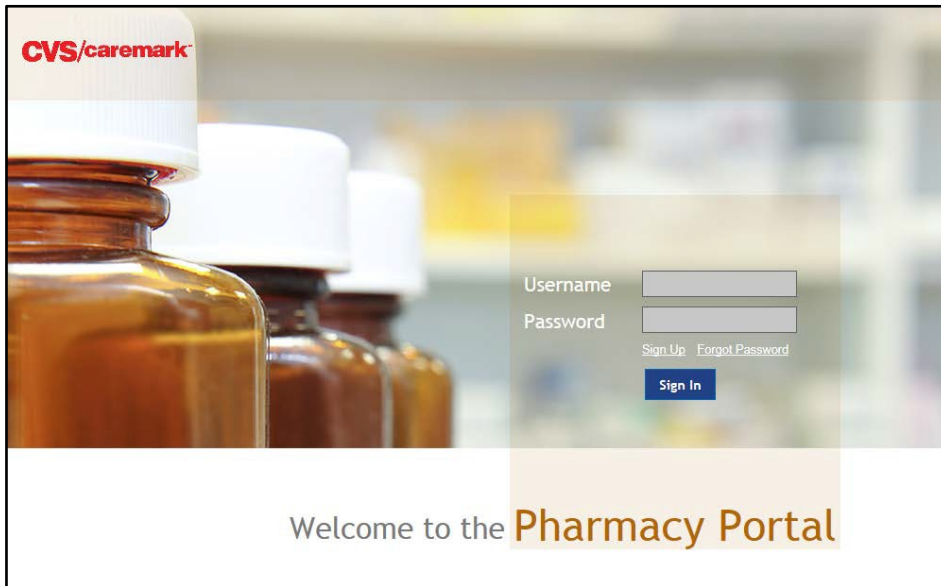 CVS/caremark
Username
Password
Sign Up Forgot Password
Sign In
Welcome to the Pharmacy Portal